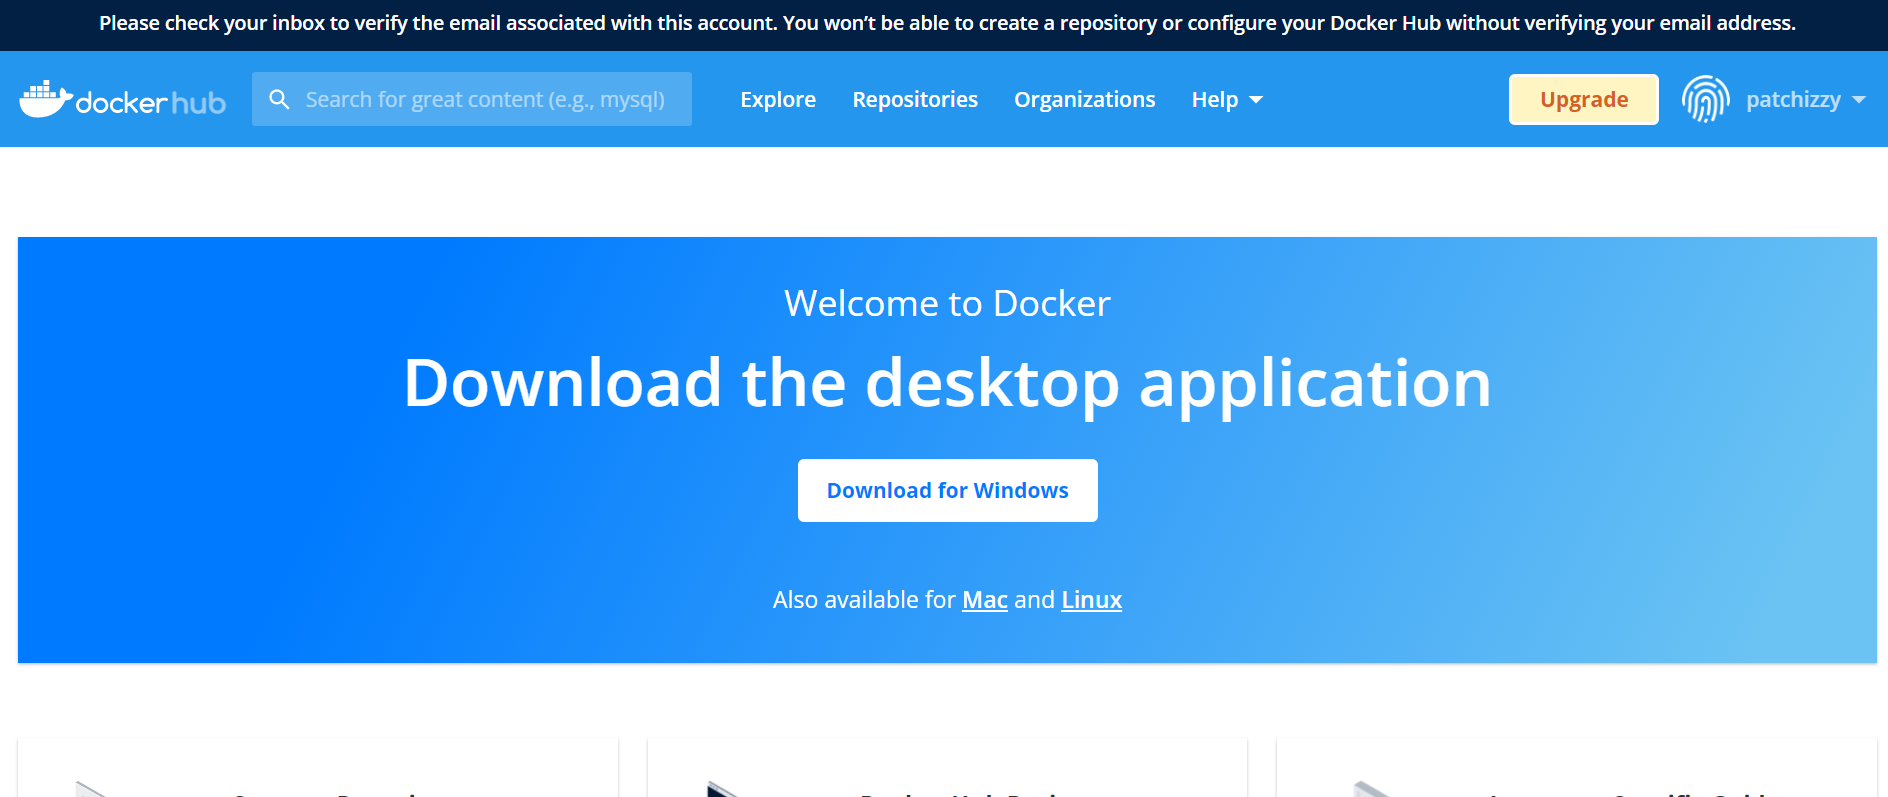 Please check your inbox to verify the email associated with this account. You won’t be able to create a repository or configure your Docker Hub without verifying your email address.
docker hub
Search for great content (e.g., mysql)
Explore
Repositories
Organizations
Help
Upgrade
patchizzy
Welcome to Docker
Download the desktop application
Download for Windows
Also available for Mac and Linux